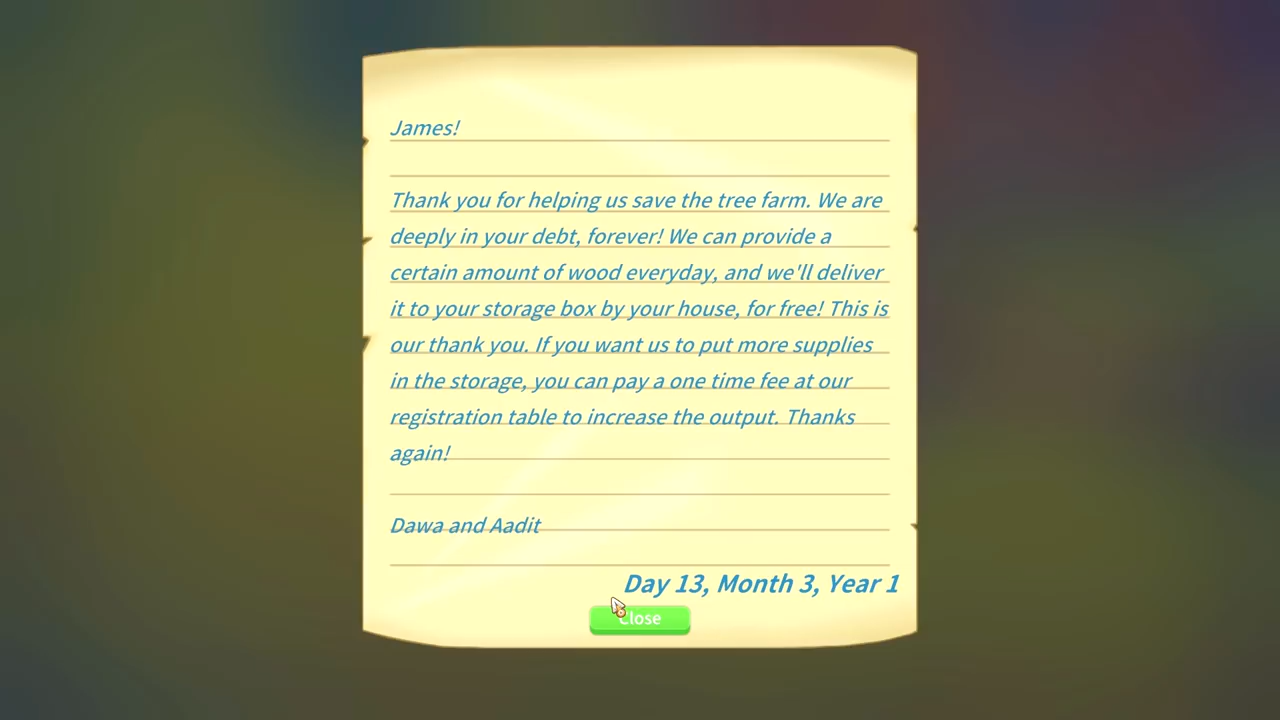 James!
Thank you for helping us save the tree farm. We are
deeply in your debt, forever! We can provide a
certain amount of wood everyday, and we'll deliver
it to your storage box by your house, for free! This is
our thank you. If you want us to put more supplies
in the storage, you can pay a one time fee at our
registration table to increase the output. Thanks
again!
Dawa and Aadit
Day 13, Month 3, Year 1
Close